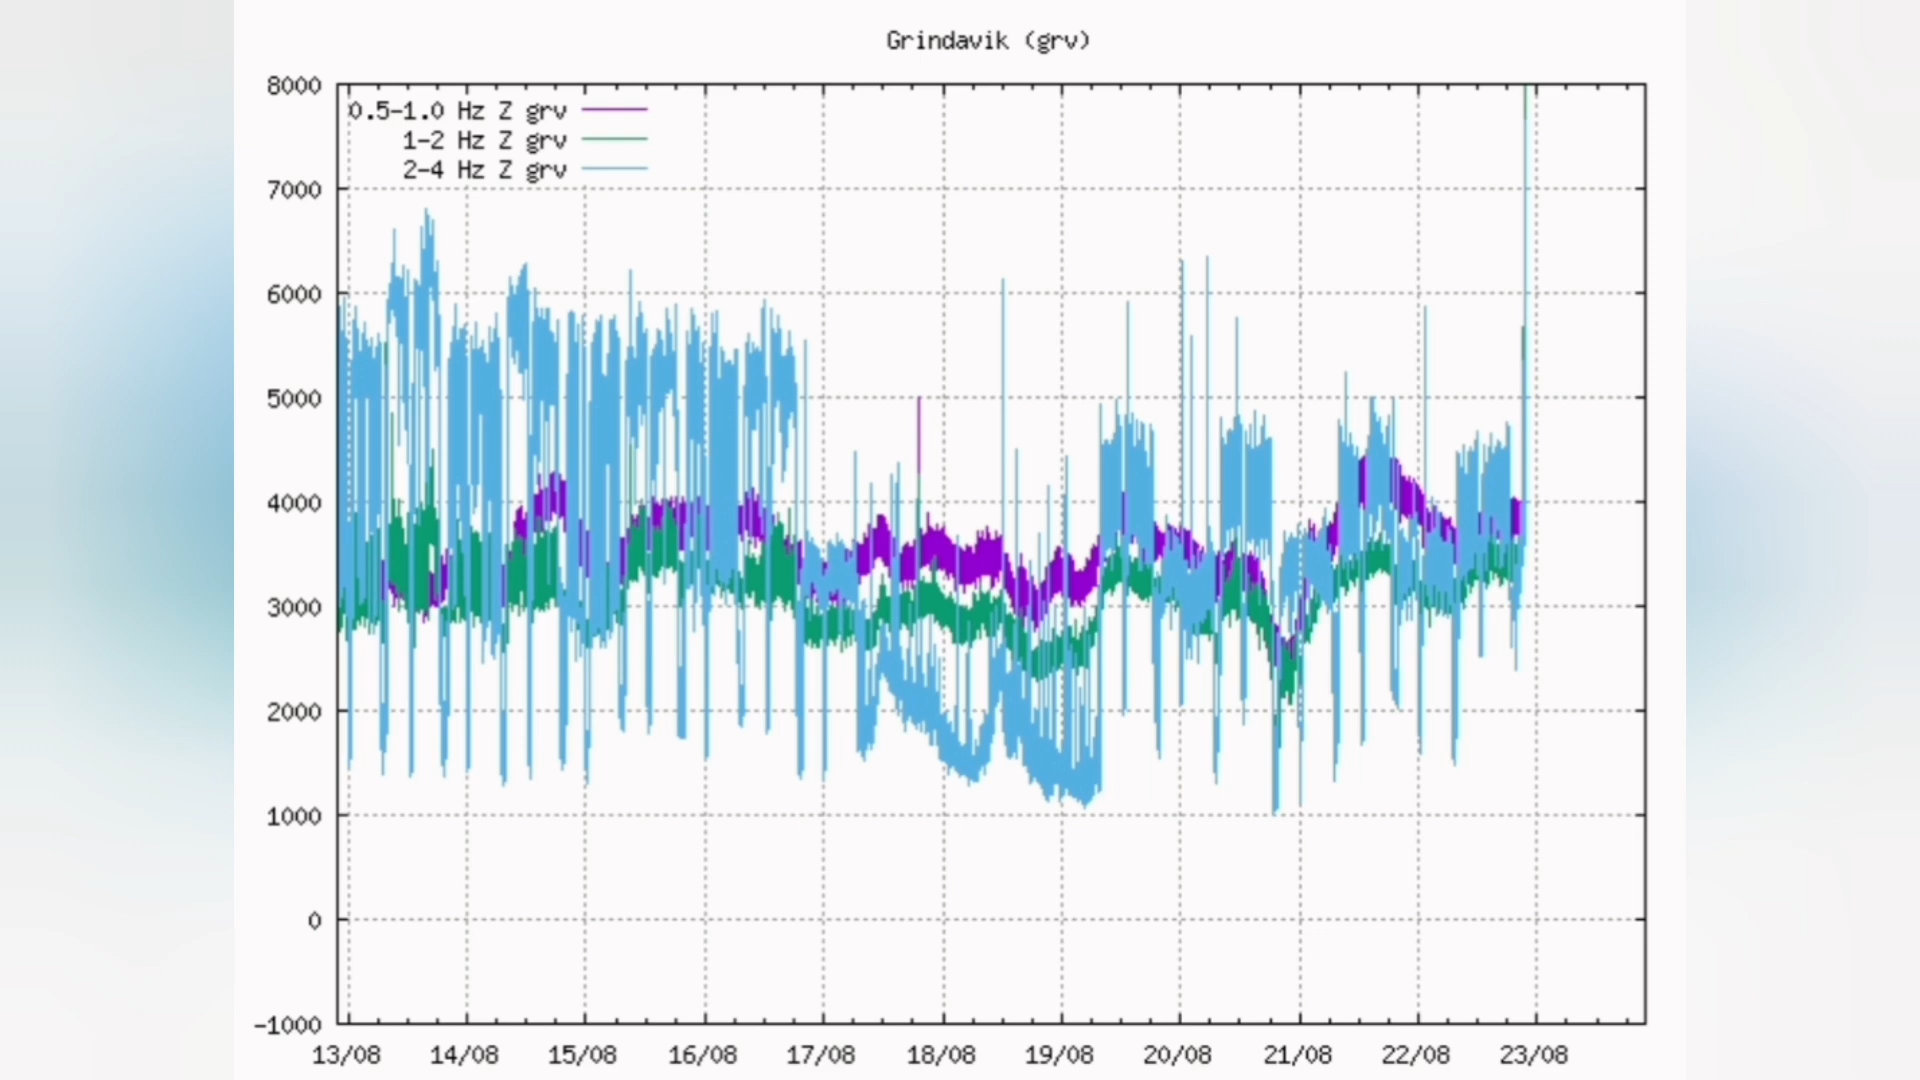 Grindavik (grv)
8000
0.5-1.0 Hz Z grv
1-2 Hz Z grv
2-4 Hz Z grv
7000
6000
5000
4000
3000
2000
1000
0
-1000
13/08 14/08 15/08 16/08 17/08 18/08 19/08 20/08 21/08 22/08 23/08